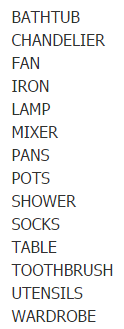 BATHTUB
CHANDELIER
FAN
IRON
LAMP
MIXER
PANS
POTS
SHOWER
SOCKS
TABLE
TOOTHBRUSH
UTENSILS
WARDROBE